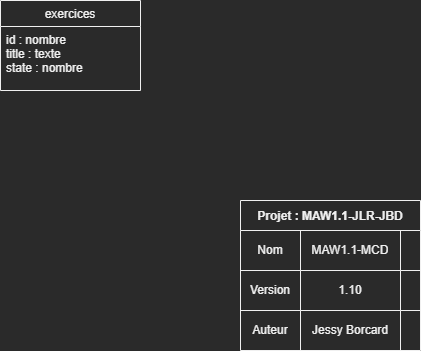 exercices
id : nombre
title : texte
state : nombre
Projet : MAW1.1-JLR-JBD
Nom MAW1.1-MCD
Version 1.10
Auteur Jessy Borcard